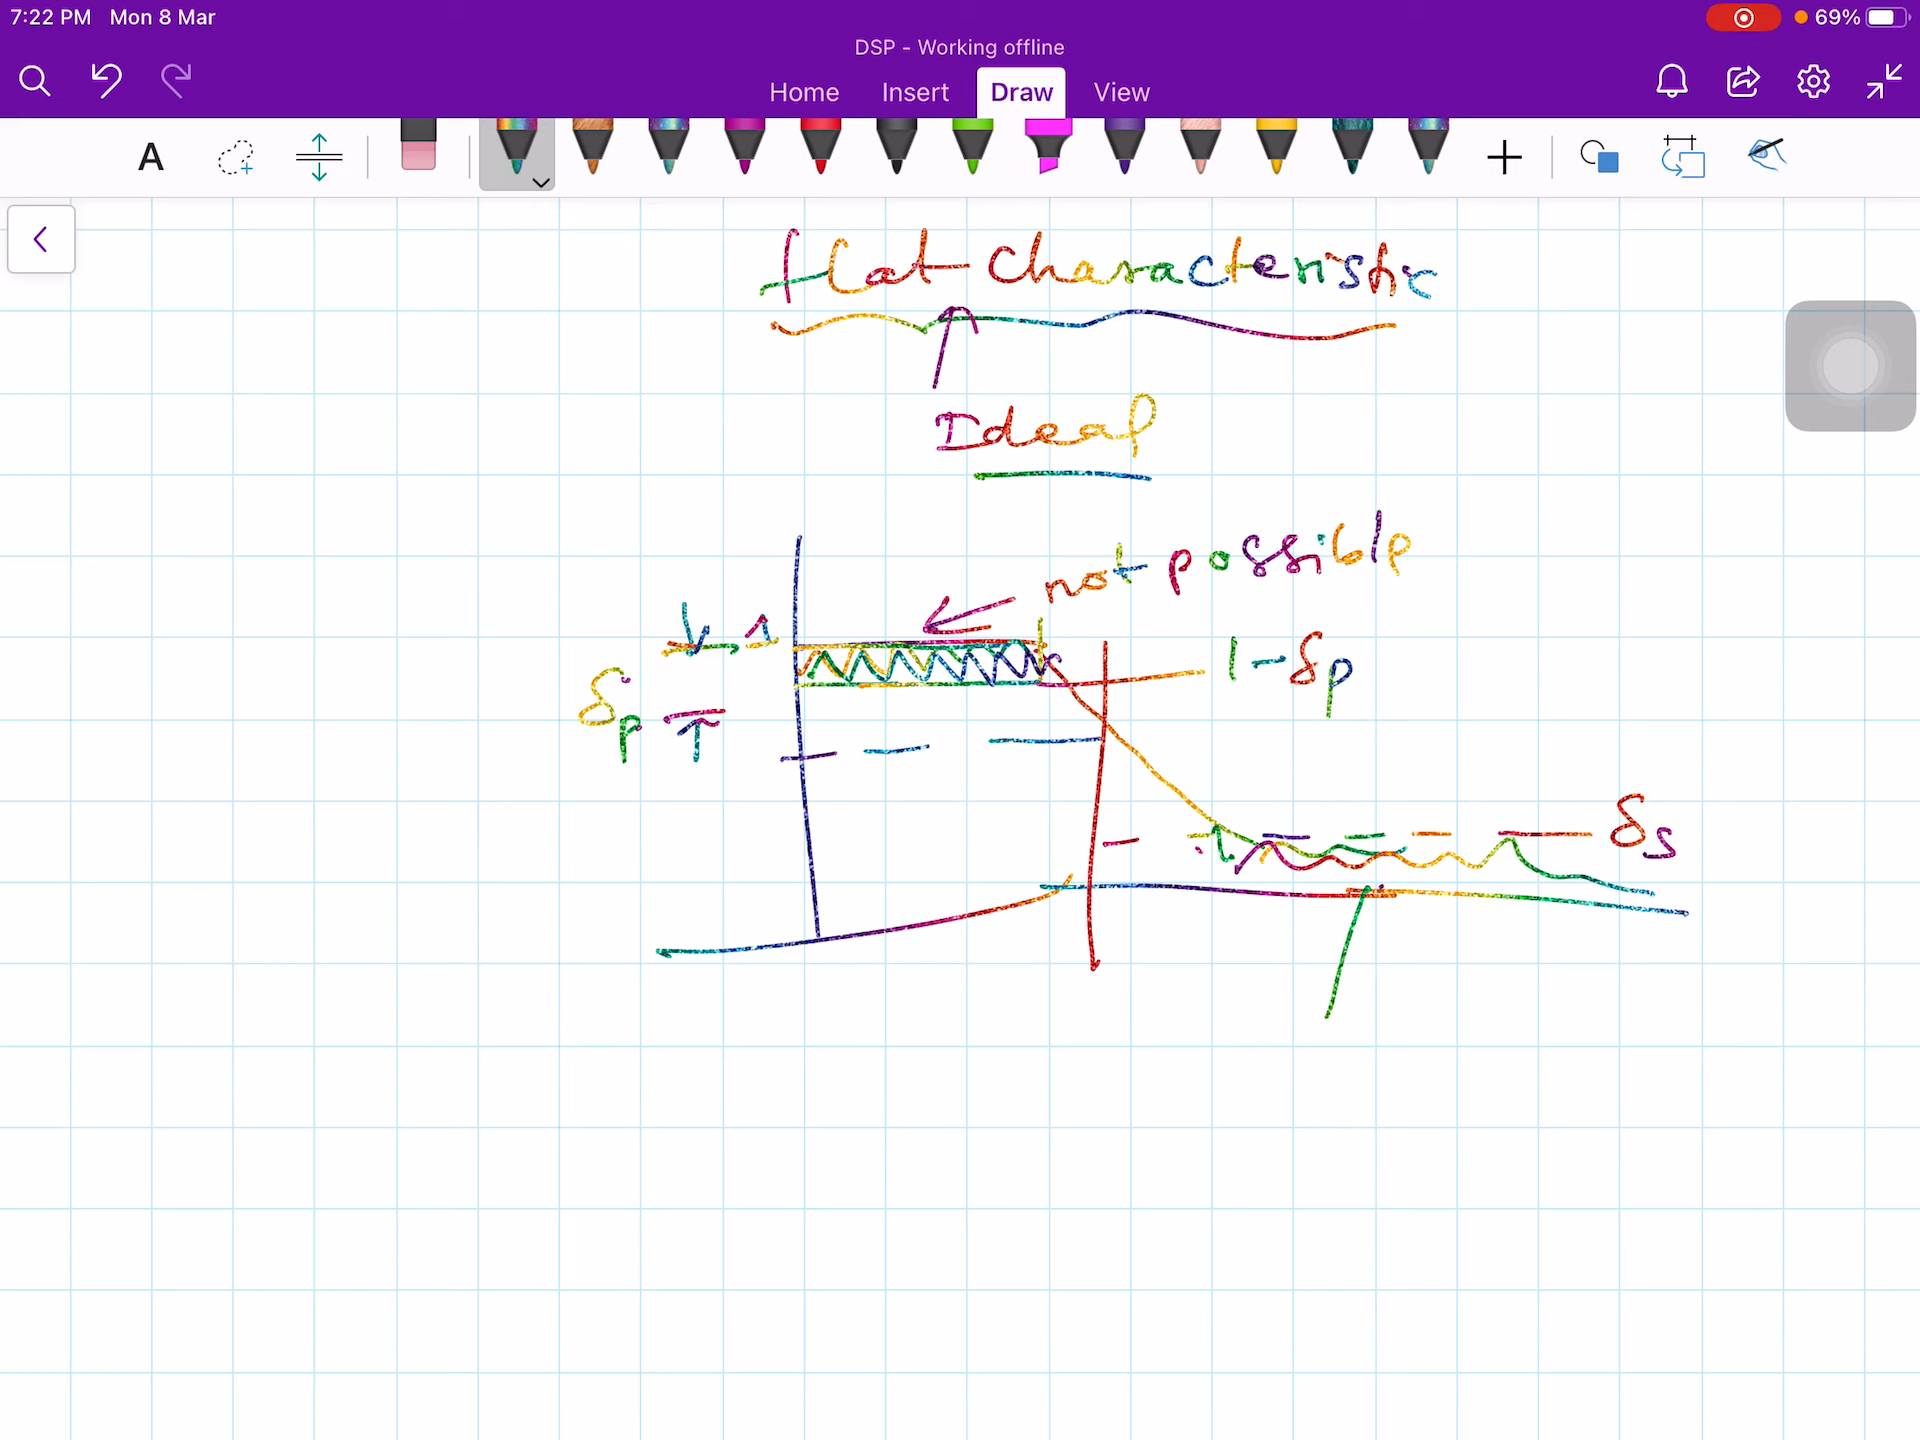 7:22 PM Mon 8 Mar
69%
DSP - Working offline
Home Insert Draw View
A
flat characteristic
Ideal
not possible
1
1-δp
δp
δs